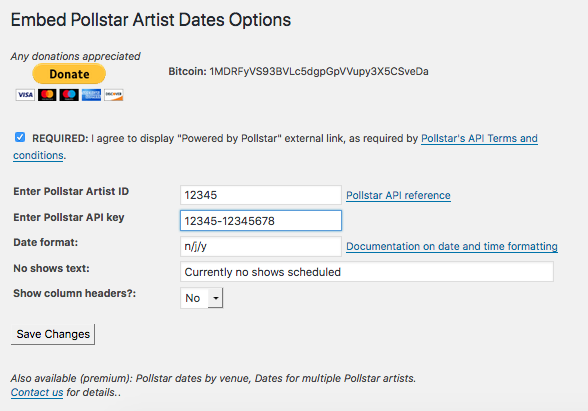 Embed Pollstar Artist Dates Options
Any donations appreciated
Donate
Bitcoin: 1MDRFyVS93BVLc5dgpGpVVupy3X5CSveDa
VISA
DISCOVER
REQUIRED: I agree to display "Powered by Pollstar" external link, as required by Pollstar's API Terms and
conditions.
Enter Pollstar Artist ID 12345 Pollstar API reference
Enter Pollstar API key 12345-12345678
Date format: n/j/y Documentation on date and time formatting
No shows text: Currently no shows scheduled
Show column headers?: No
Save Changes
Also available (premium): Pollstar dates by venue, Dates for multiple Pollstar artists.
Contact us for details..